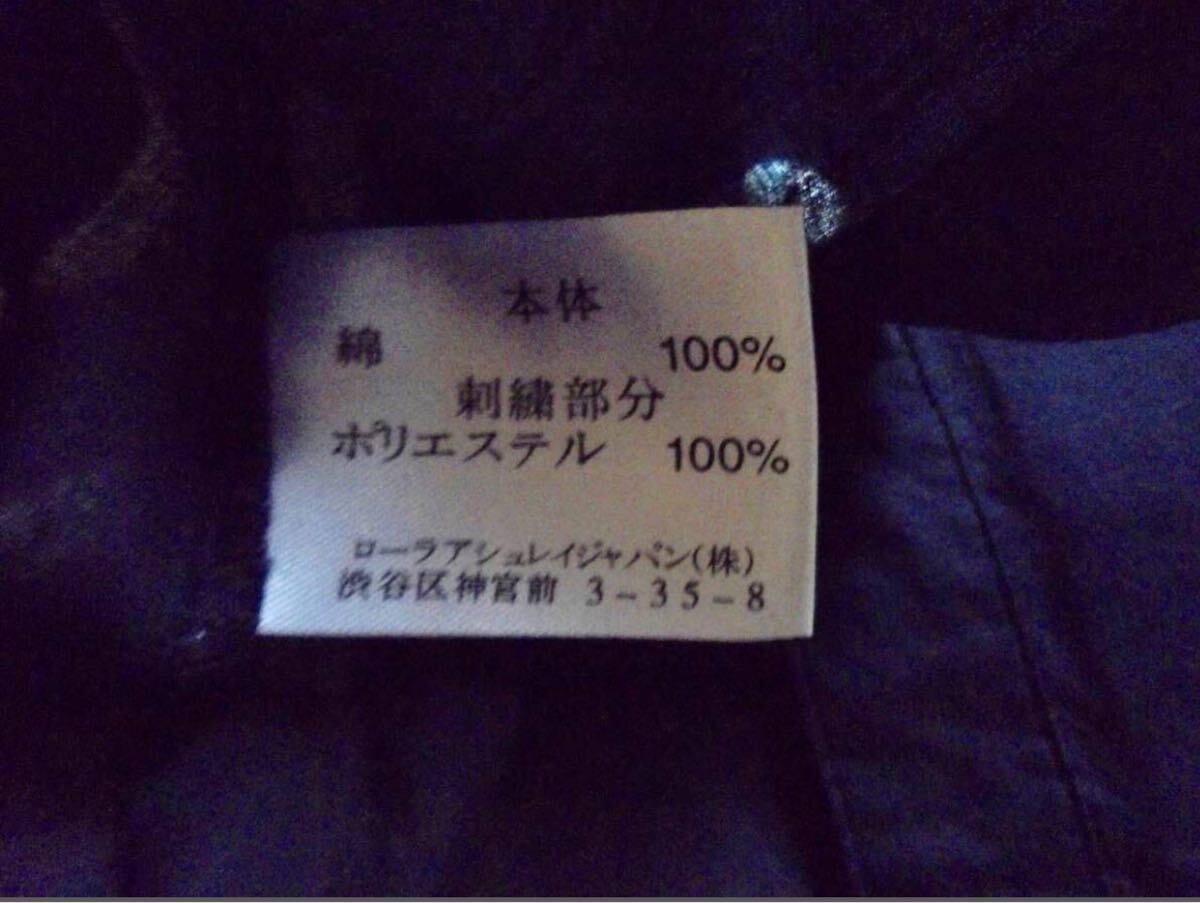 本体
綿 100%
刺繍部分
ポリエステル 100%
ローラアシュレイジャパン(株)
渋谷区神宮前 3-35-8